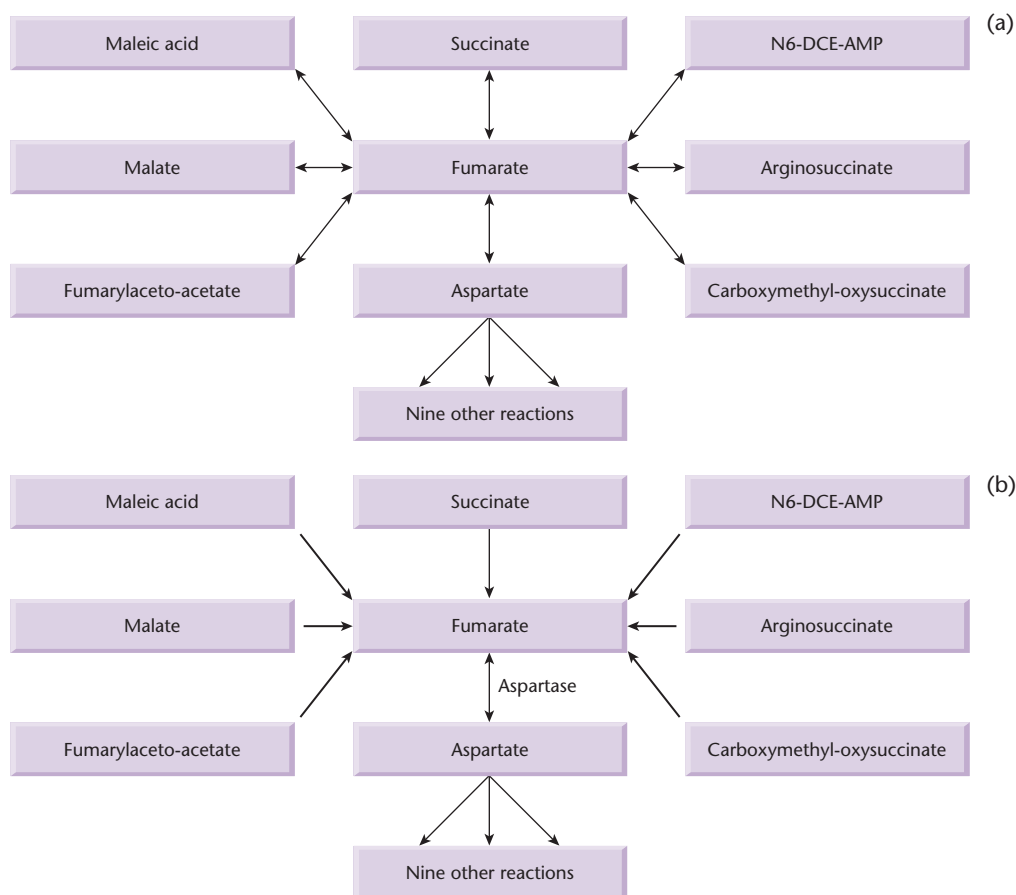 (a)
Maleic acid
Succinate
N6-DCE-AMP
Malate
Fumarate
Arginosuccinate
Fumarylaceto-acetate
Aspartate
Carboxymethyl-oxysuccinate
Nine other reactions
(b)
Maleic acid
Succinate
N6-DCE-AMP
Malate
Fumarate
Arginosuccinate
Aspartase
Fumarylaceto-acetate
Aspartate
Carboxymethyl-oxysuccinate
Nine other reactions